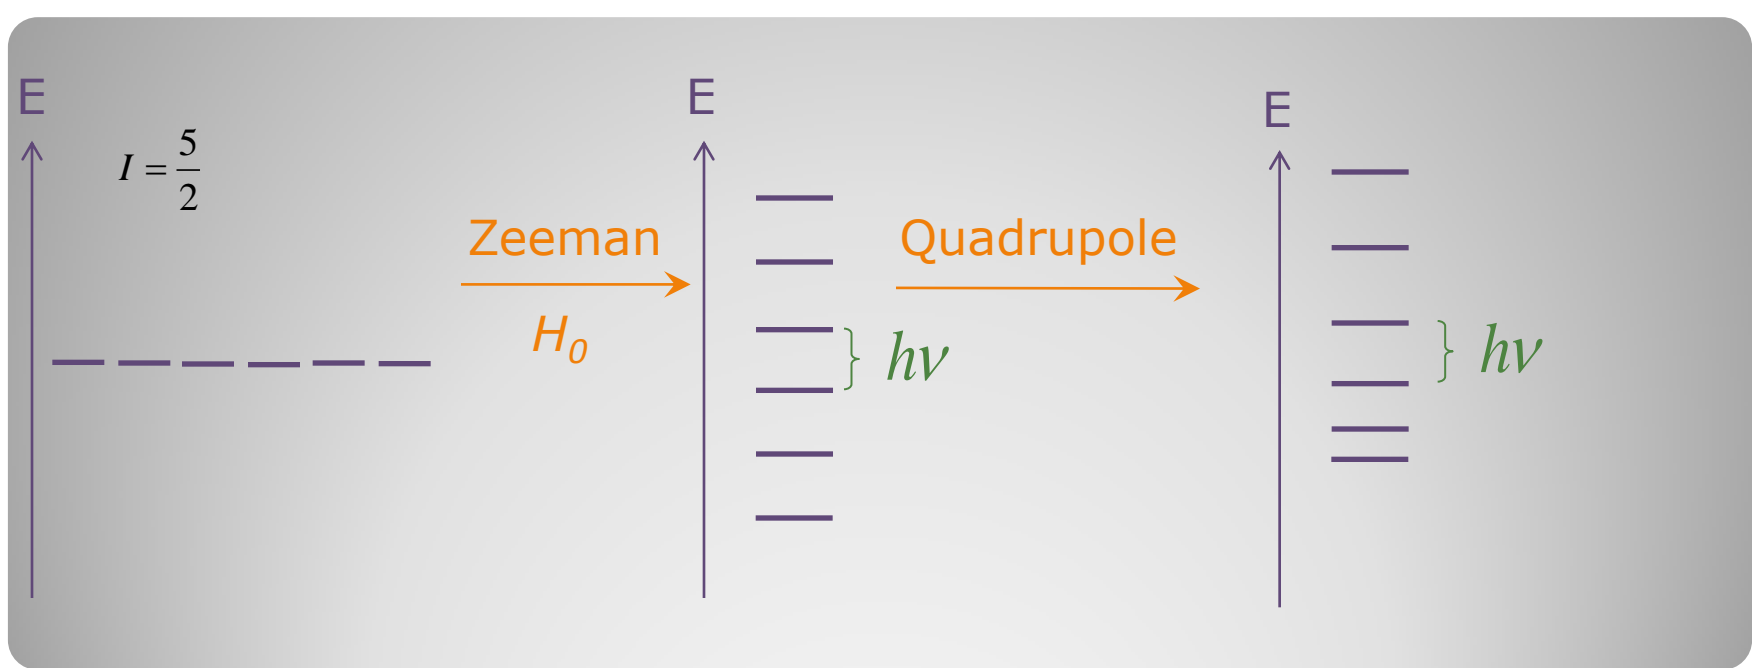 E
I = 5/2
Zeeman
H₀
E
hν
Quadrupole
E
hν